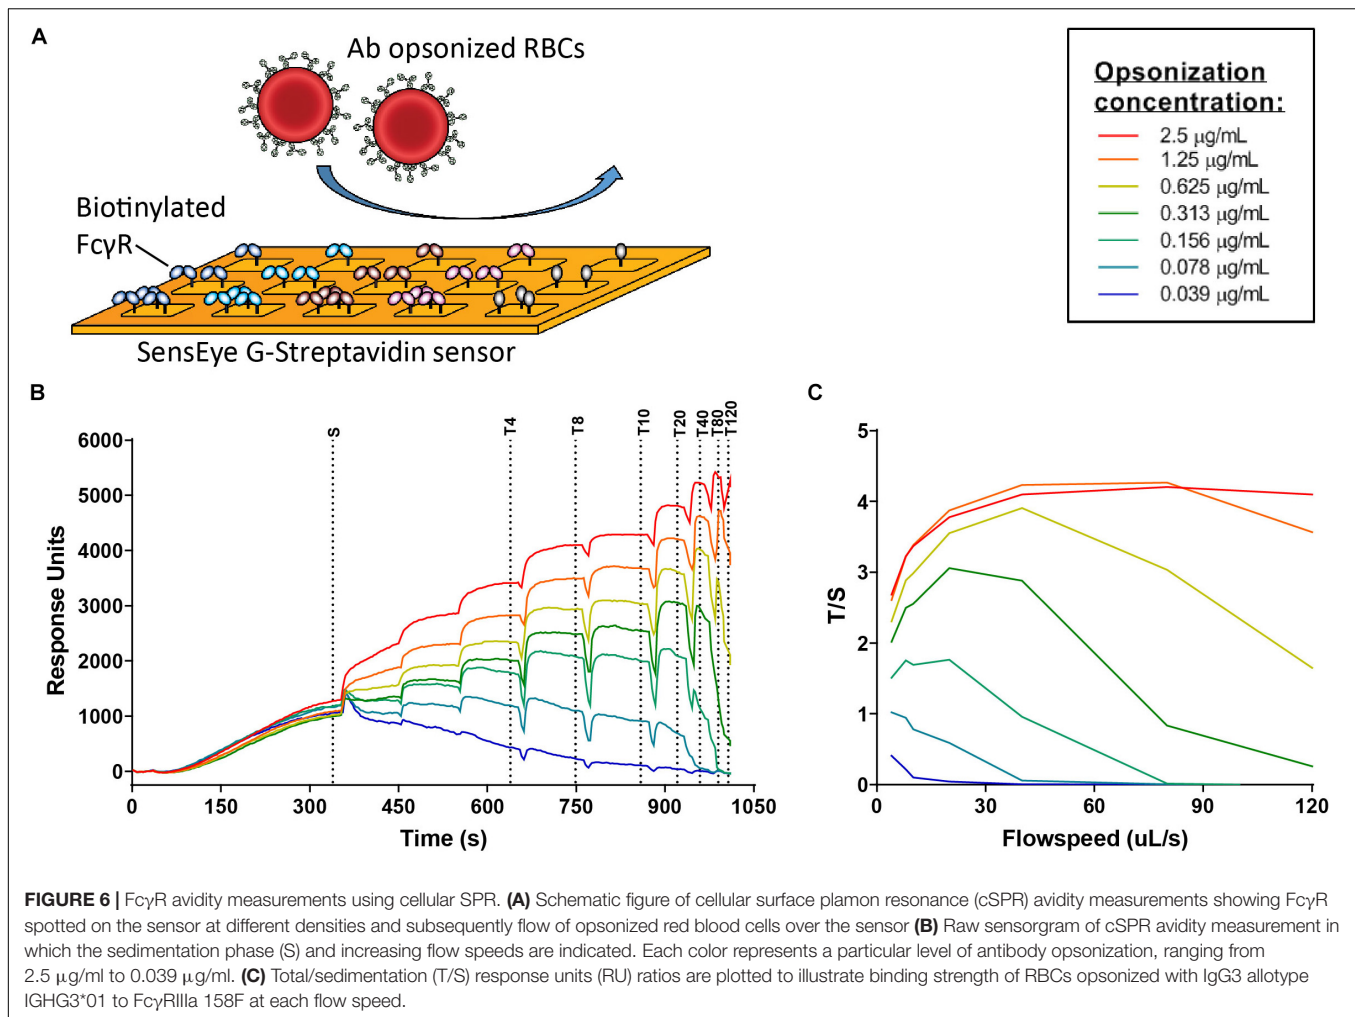 A
Ab opsonized RBCs
Biotinylated
FcγR
SensEye G-Streptavidin sensor
Opsonization
concentration:
2.5 μg/mL
1.25 μg/mL
0.625 μg/mL
0.313 μg/mL
0.156 μg/mL
0.078 μg/mL
0.039 μg/mL
B
S
T4
T8
T10
T20
T40
T80
T120
6000
5000
4000
3000
2000
1000
0
Response Units
0
150
300
450
600
750
900
1050
Time (s)
C
5
4
3
2
1
0
T/S
0
30
60
90
120
Flowspeed (uL/s)
FIGURE 6 | FcγR avidity measurements using cellular SPR. (A) Schematic figure of cellular surface plamon resonance (cSPR) avidity measurements showing FcγR
spotted on the sensor at different densities and subsequently flow of opsonized red blood cells over the sensor (B) Raw sensorgram of cSPR avidity measurement in
which the sedimentation phase (S) and increasing flow speeds are indicated. Each color represents a particular level of antibody opsonization, ranging from
2.5 μg/ml to 0.039 μg/ml. (C) Total/sedimentation (T/S) response units (RU) ratios are plotted to illustrate binding strength of RBCs opsonized with IgG3 allotype
IGHG3*01 to FcγRIIIa 158F at each flow speed.